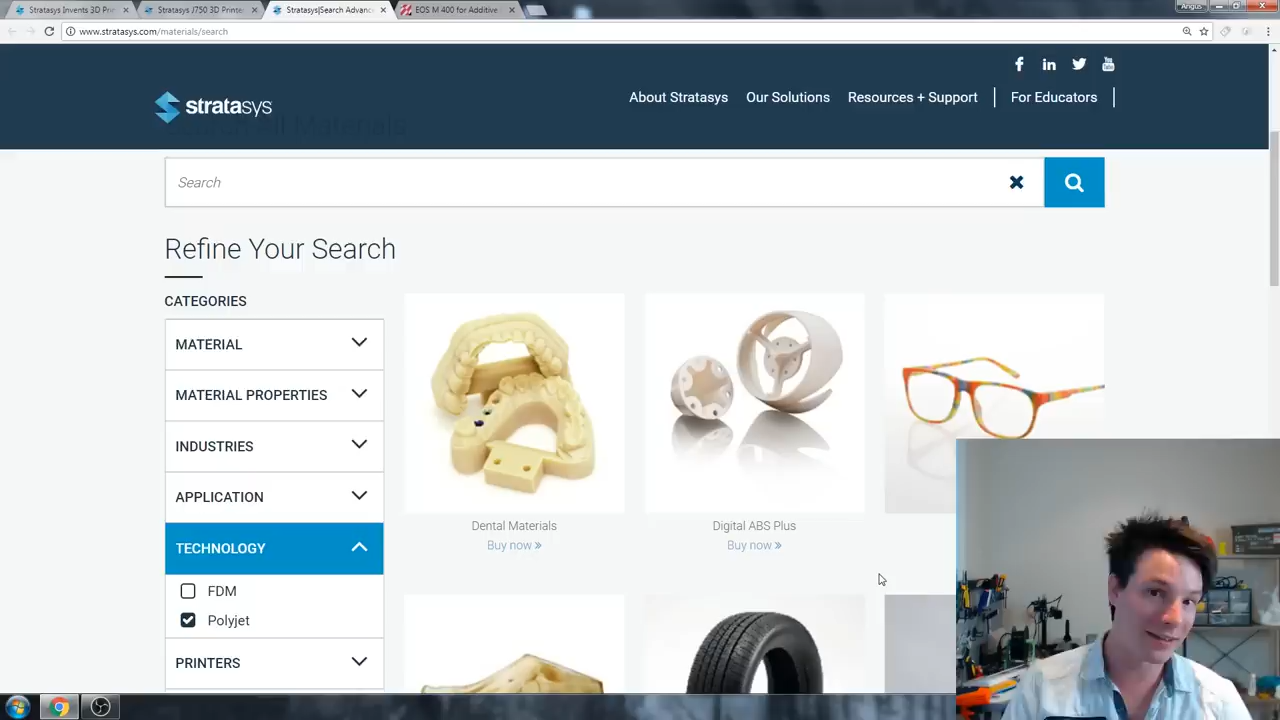 Stratasys Invents 3D Pri
Stratasys J750 3D Printe
Stratasys|Search Advanc
EOS M 400 for Additive
Angus
www.stratasys.com/materials/search
stratasys
About Stratasys
Our Solutions
Resources + Support
For Educators
Search All Materials
Search
Refine Your Search
CATEGORIES
MATERIAL
MATERIAL PROPERTIES
INDUSTRIES
APPLICATION
TECHNOLOGY
FDM
Polyjet
PRINTERS
Dental Materials
Buy now »
Digital ABS Plus
Buy now »